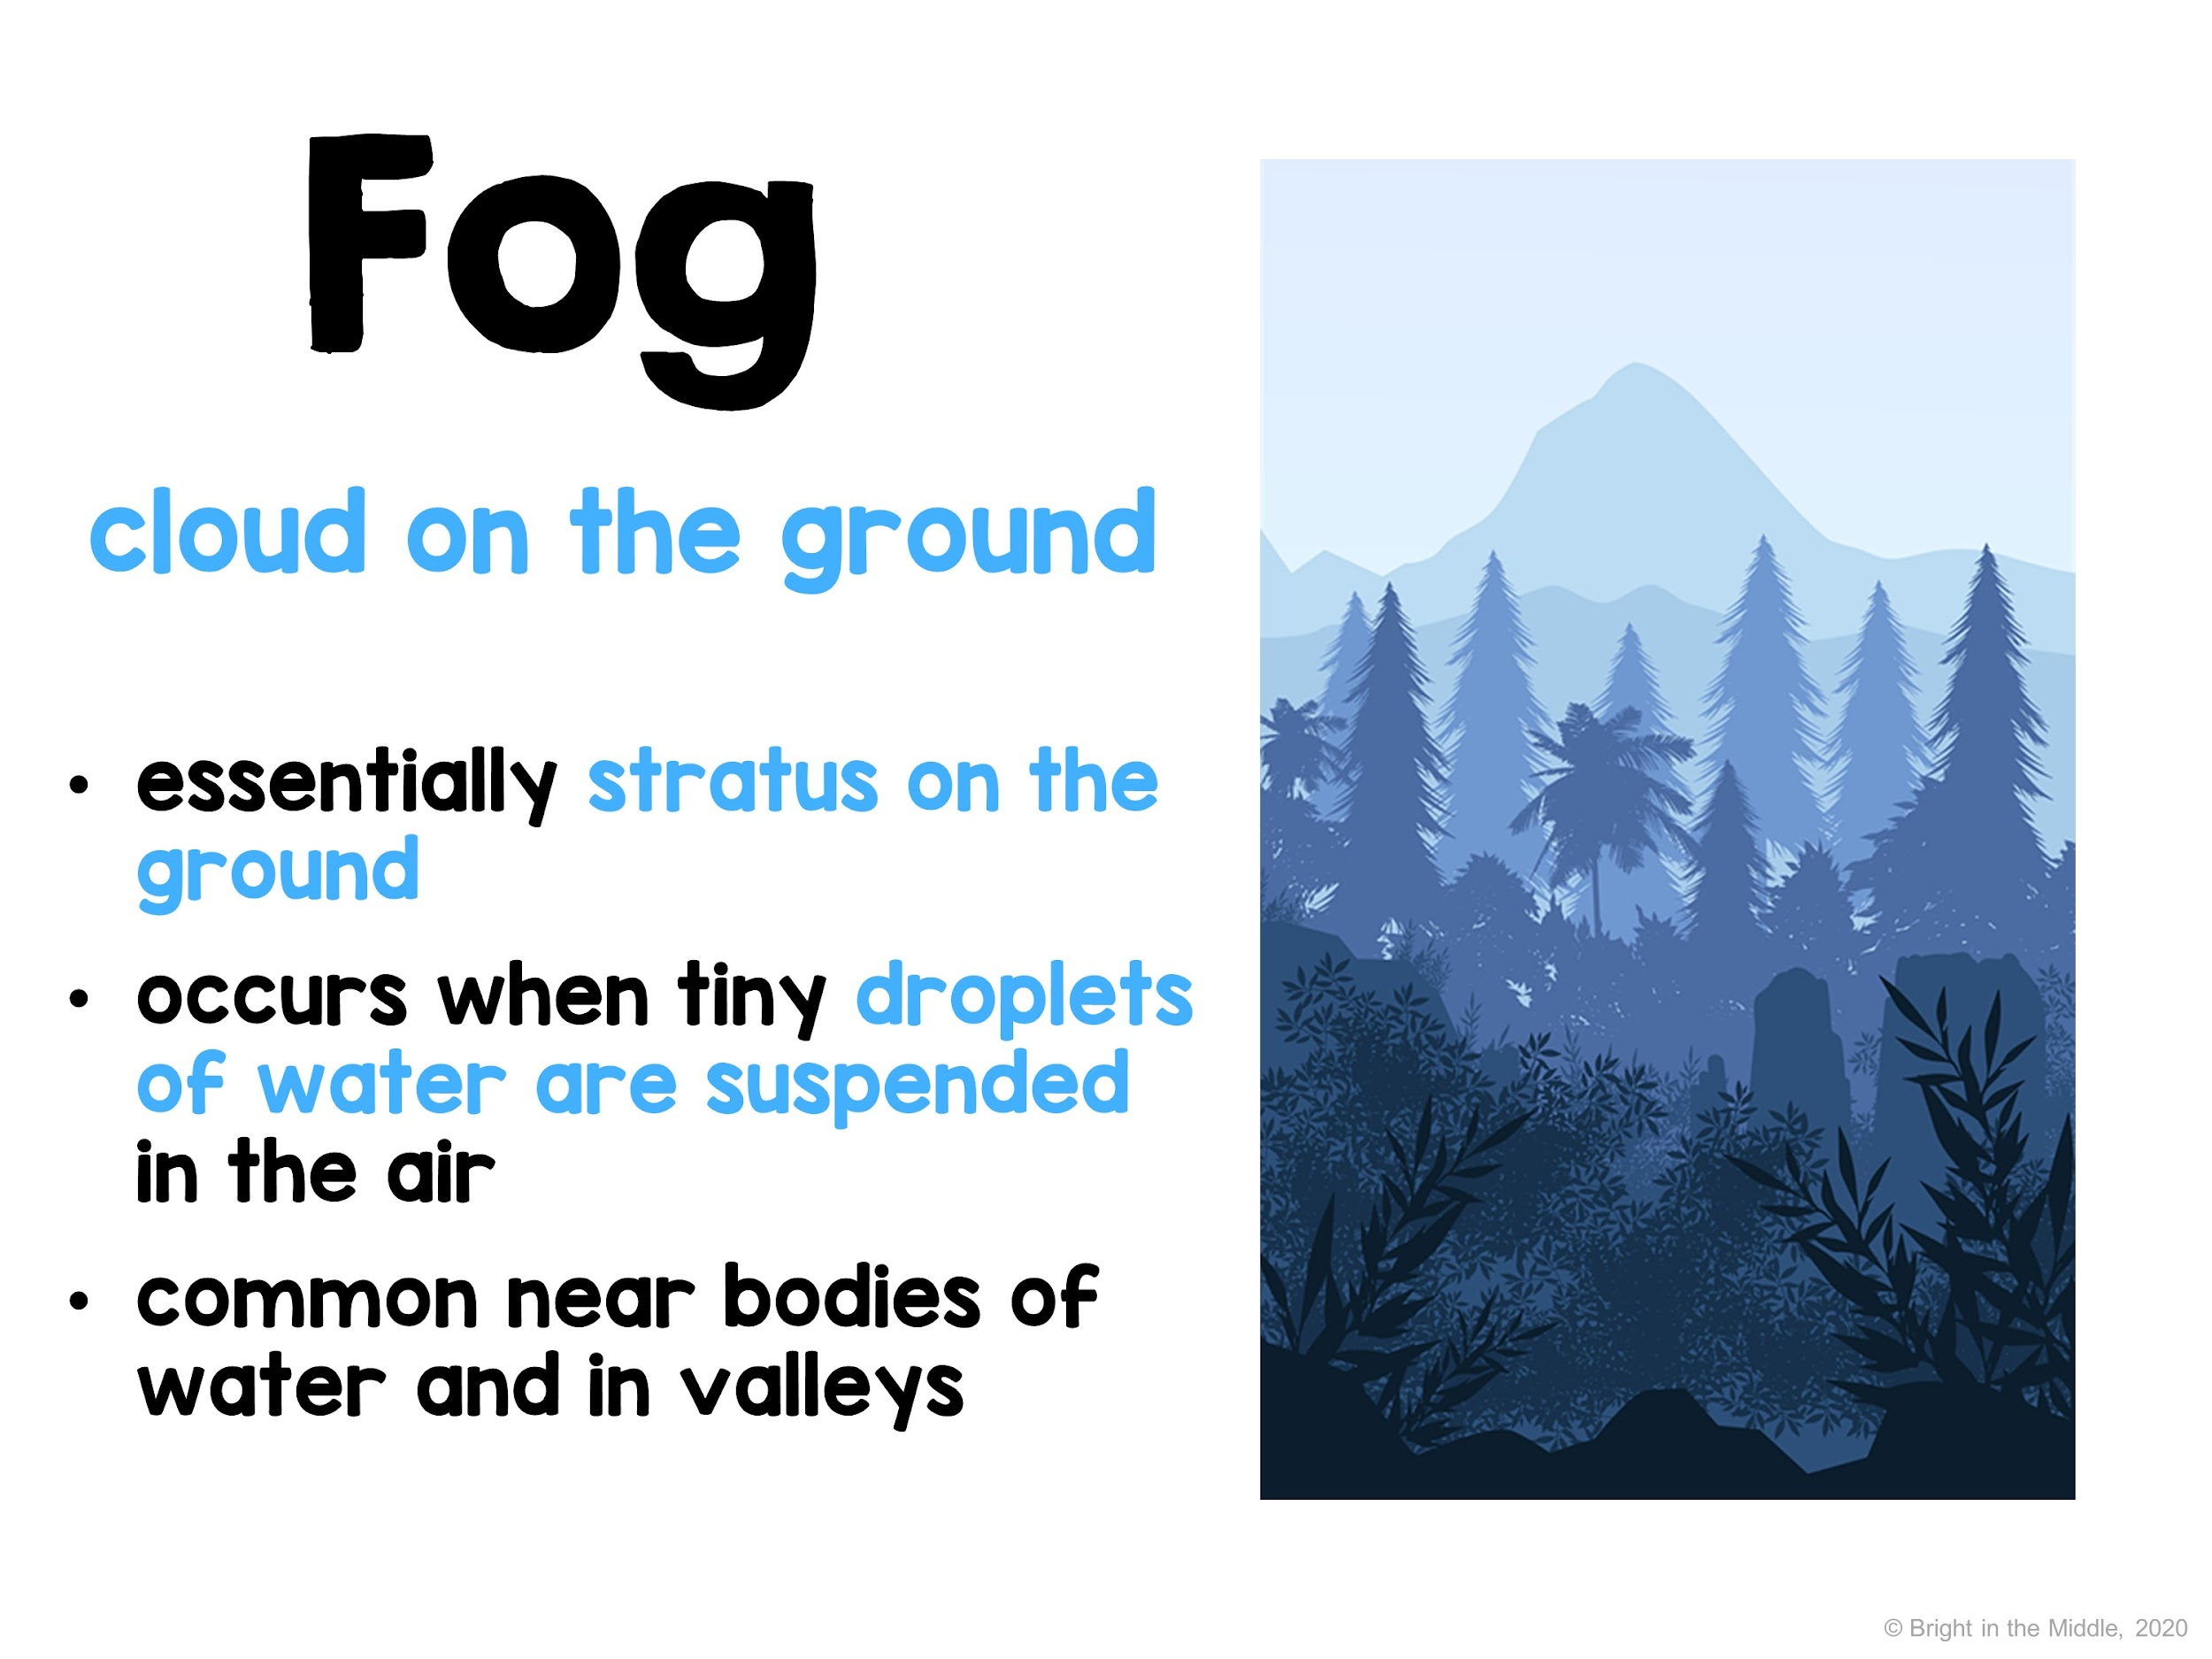 Fog
cloud on the ground
• essentially stratus on the
ground
• occurs when tiny droplets
of water are suspended
in the air
• common near bodies of
water and in valleys
© Bright in the Middle, 2020